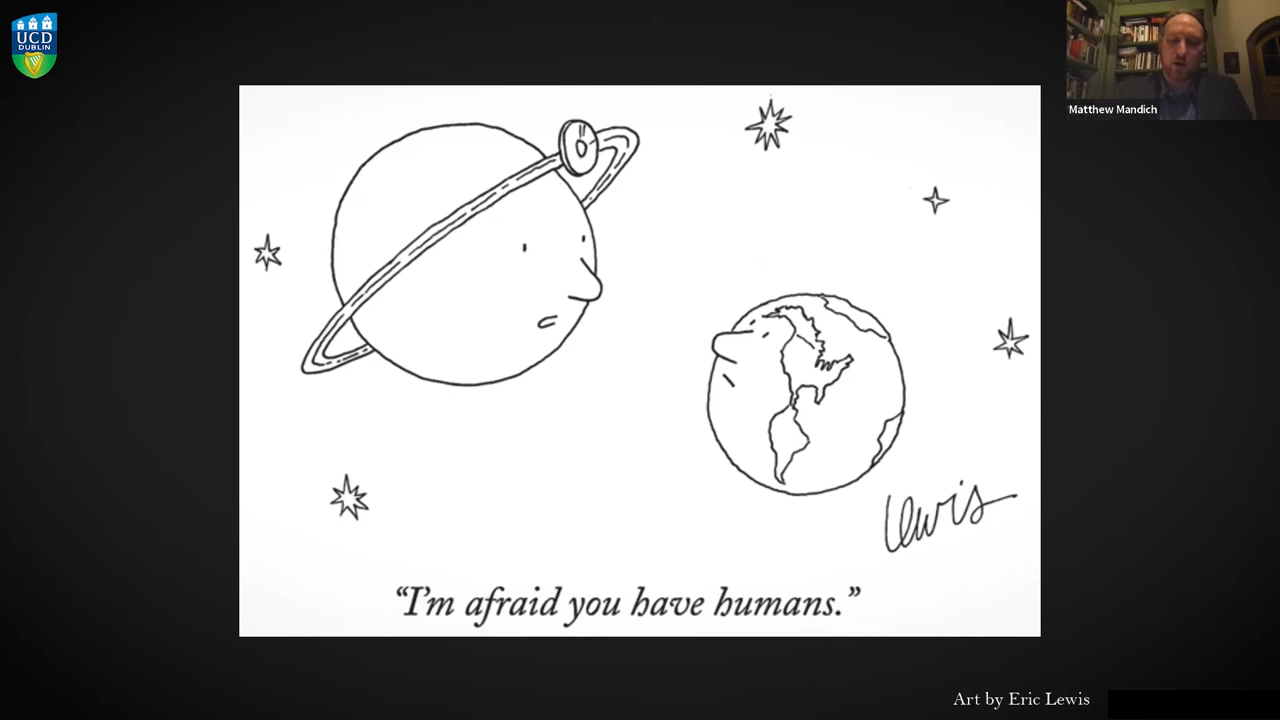 UCD
DUBLIN
Matthew Mandich
Lewis
“I’m afraid you have humans.”
Art by Eric Lewis